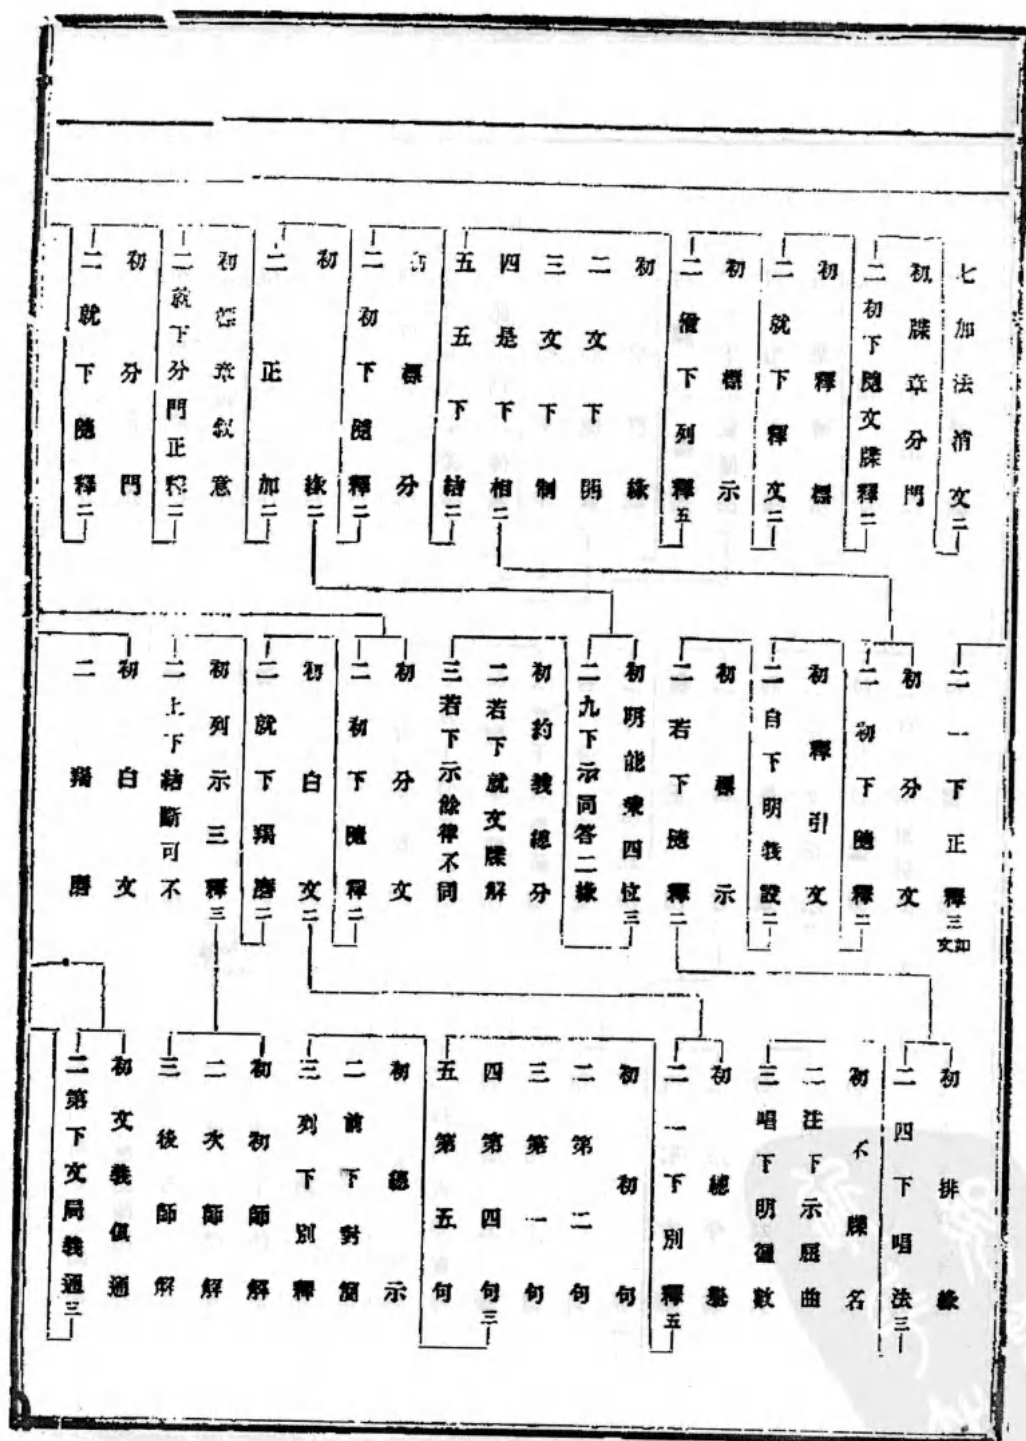 七加法消文二
初牒章分門
二初下隨文牒釋二
初釋標
二就下釋文二
初標示
二下列釋五
初緣
二文下開
三文下制
四是下相二
五五下結二
初標分
二初下隨釋二
初緣二
二正加二
初標章叙意
二就下分門正釋二
初分門
二就下隨釋二
二一下正釋三如文
初分文
二初下隨釋二
初釋引文
二自下明義設二
初標示
二若下隨釋二
初明能秉四位三
二九下示同答二緣
初約義總分
二若下就文牒解
三若下示餘律不同
初分文
二初下隨釋二
初白文二
二就下羯磨二
初列示三釋三
二上下結斷可不
初白文
二羯磨
初排緣
二四下唱法三
初不牒名
二注下示屈曲
三唱下明徧數
初總舉
二一下別釋五
初初句
二第二句
三第一句
四第四句三
五第五句
初總示
二前下對簡
三列下別釋
初初師解
二次師解
三後師解
初文義俱通
二第下文局義通三